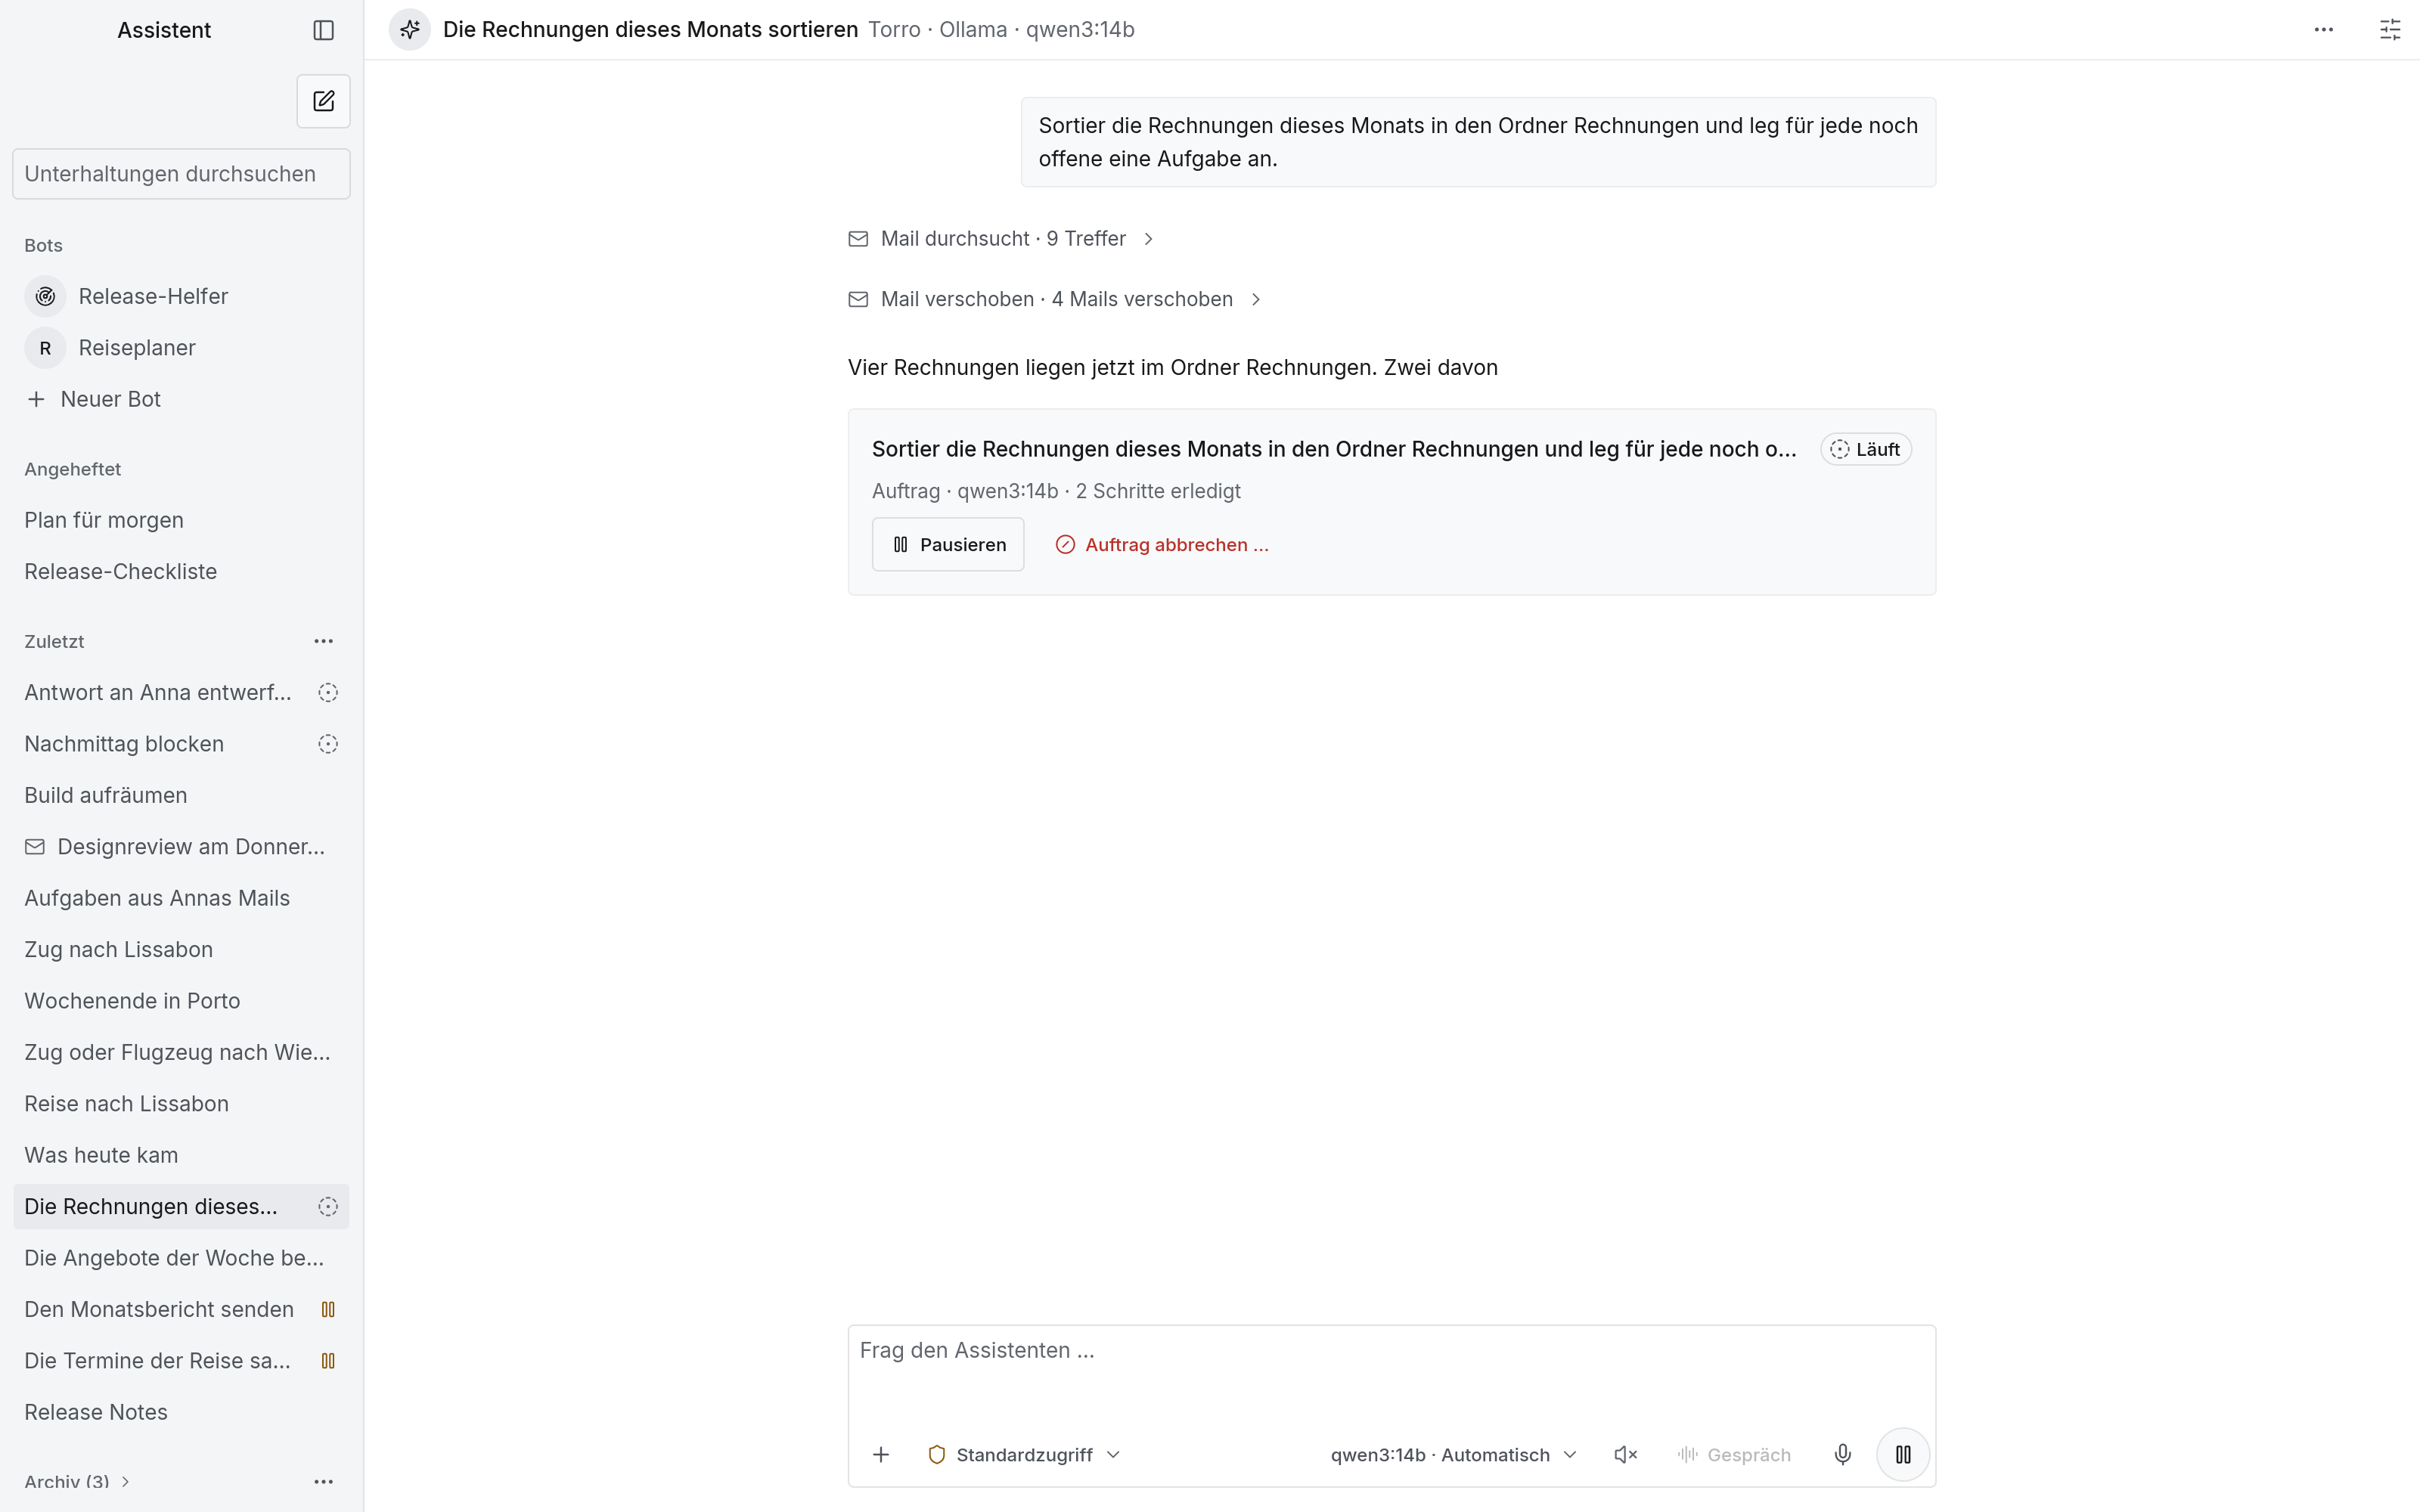 Assistent
Unterhaltungen durchsuchen
Bots
Release-Helfer
R Reiseplaner
Neuer Bot
Angeheftet
Plan für morgen
Release-Checkliste
Zuletzt
Antwort an Anna entwerf...
Nachmittag blocken
Build aufräumen
Designreview am Donner...
Aufgaben aus Annas Mails
Zug nach Lissabon
Wochenende in Porto
Zug oder Flugzeug nach Wie...
Reise nach Lissabon
Was heute kam
Die Rechnungen dieses...
Die Angebote der Woche be...
Den Monatsbericht senden
Die Termine der Reise sa...
Release Notes
Archiv (3)
Die Rechnungen dieses Monats sortieren Torro · Ollama · qwen3:14b
Sortier die Rechnungen dieses Monats in den Ordner Rechnungen und leg für jede noch
offene eine Aufgabe an.
Mail durchsucht · 9 Treffer
Mail verschoben · 4 Mails verschoben
Vier Rechnungen liegen jetzt im Ordner Rechnungen. Zwei davon
Sortier die Rechnungen dieses Monats in den Ordner Rechnungen und leg für jede noch o... Läuft
Auftrag · qwen3:14b · 2 Schritte erledigt
Pausieren Auftrag abbrechen ...
Frag den Assistenten ...
Standardzugriff qwen3:14b · Automatisch Gespräch